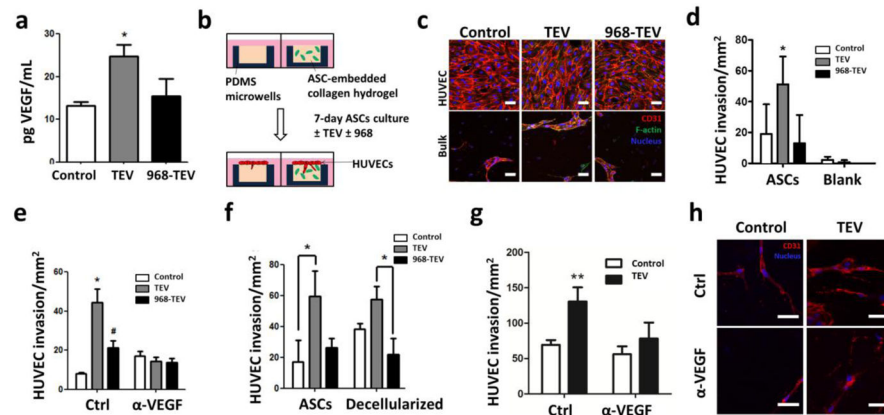 a
pg VEGF/mL
40
30
20
10
0
*
Control TEV 968-TEV
b
PDMS microwells
ASC-embedded collagen hydrogel
7-day ASCs culture
± TEV ± 968
HUVECs
c
Control TEV 968-TEV
HUVEC
Bulk
CD31
F-actin
Nucleus
d
HUVEC invasion/mm²
80
60
40
20
0
*
Control
TEV
968-TEV
ASCs Blank
e
HUVEC invasion/mm²
60
40
20
0
*
#
Control
TEV
968-TEV
Ctrl α-VEGF
f
HUVEC invasion/mm²
80
60
40
20
0
*
*
Control
TEV
968-TEV
ASCs Decellularized
g
HUVEC invasion/mm²
200
150
100
50
0
**
Control
TEV
Ctrl α-VEGF
h
Control TEV
CD31
Nucleus
Ctrl
α-VEGF